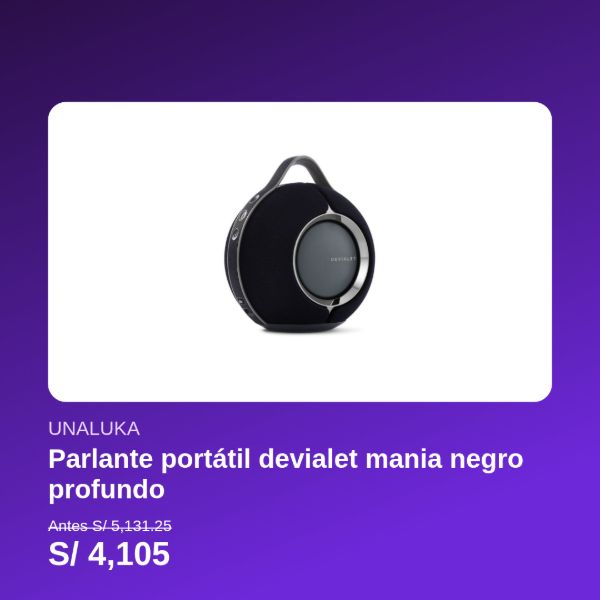 DEVIALET
UNALUKA
Parlante portátil devialet mania negro
profundo
Antes S/ 5,131.25
S/ 4,105